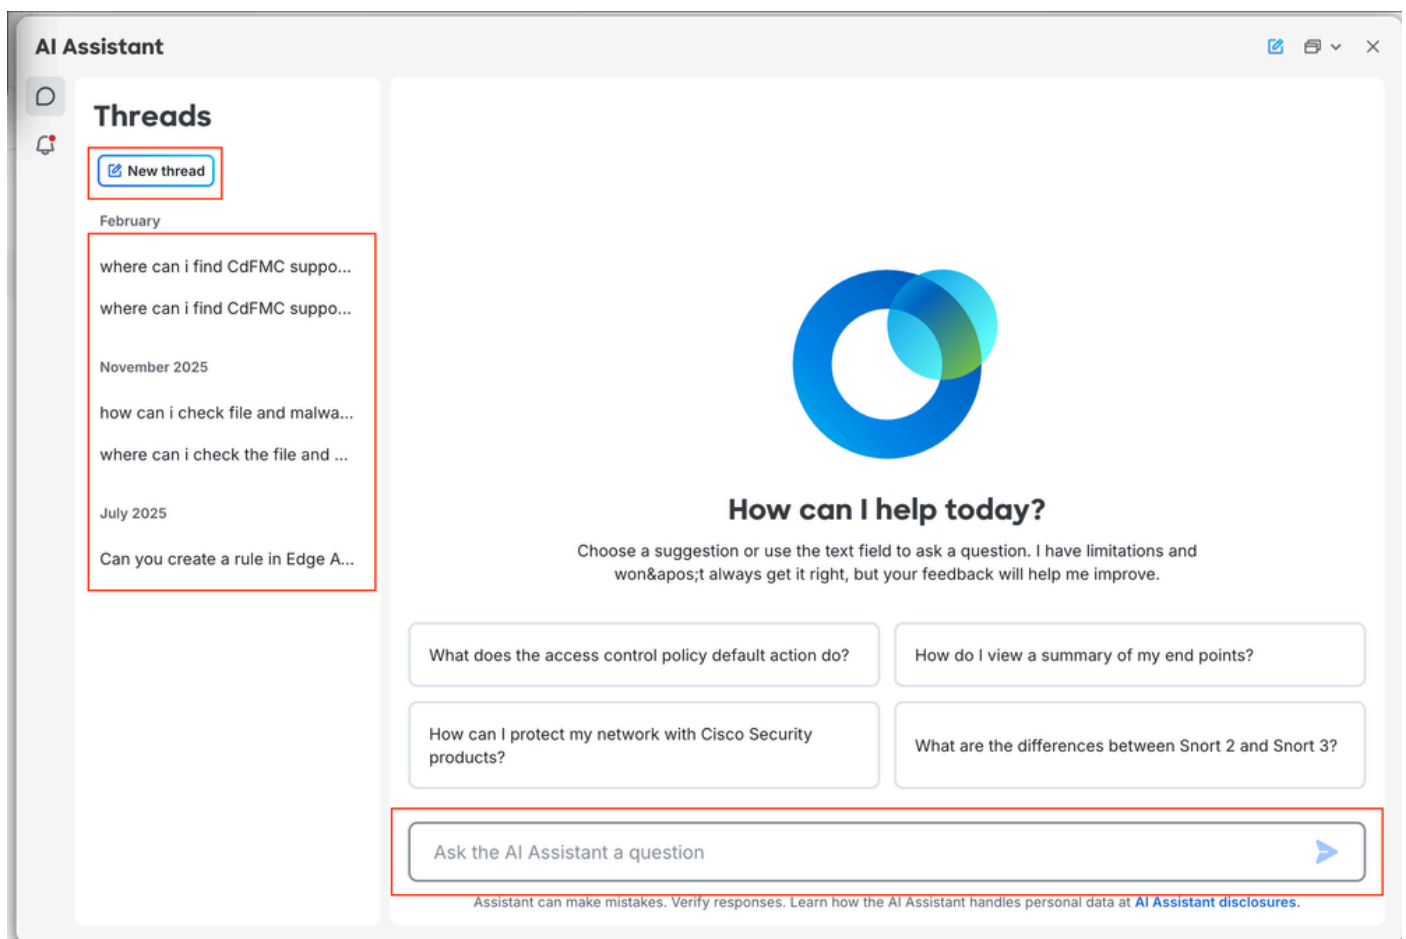 AI Assistant
Threads
New thread
February
where can i find CdFMC suppo...
where can i find CdFMC suppo...
November 2025
how can i check file and malwa...
where can i check the file and ...
July 2025
Can you create a rule in Edge A...
How can I help today?
Choose a suggestion or use the text field to ask a question. I have limitations and
won&apos;t always get it right, but your feedback will help me improve.
What does the access control policy default action do?
How do I view a summary of my end points?
How can I protect my network with Cisco Security
products?
What are the differences between Snort 2 and Snort 3?
Ask the AI Assistant a question
Assistant can make mistakes. Verify responses. Learn how the AI Assistant handles personal data at AI Assistant disclosures.